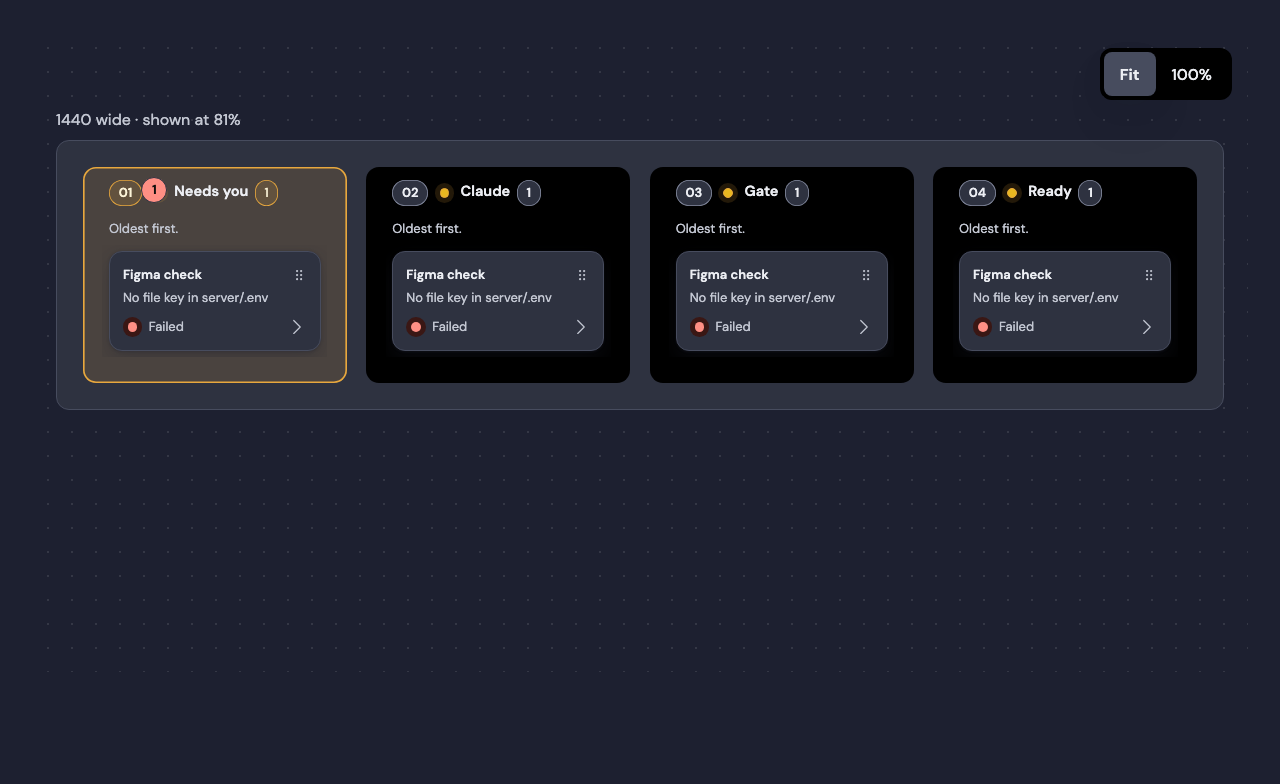 Fit 100%
1440 wide · shown at 81%
01 1 Needs you 1
Oldest first.
Figma check
No file key in server/.env
Failed
02 Claude 1
Oldest first.
Figma check
No file key in server/.env
Failed
03 Gate 1
Oldest first.
Figma check
No file key in server/.env
Failed
04 Ready 1
Oldest first.
Figma check
No file key in server/.env
Failed